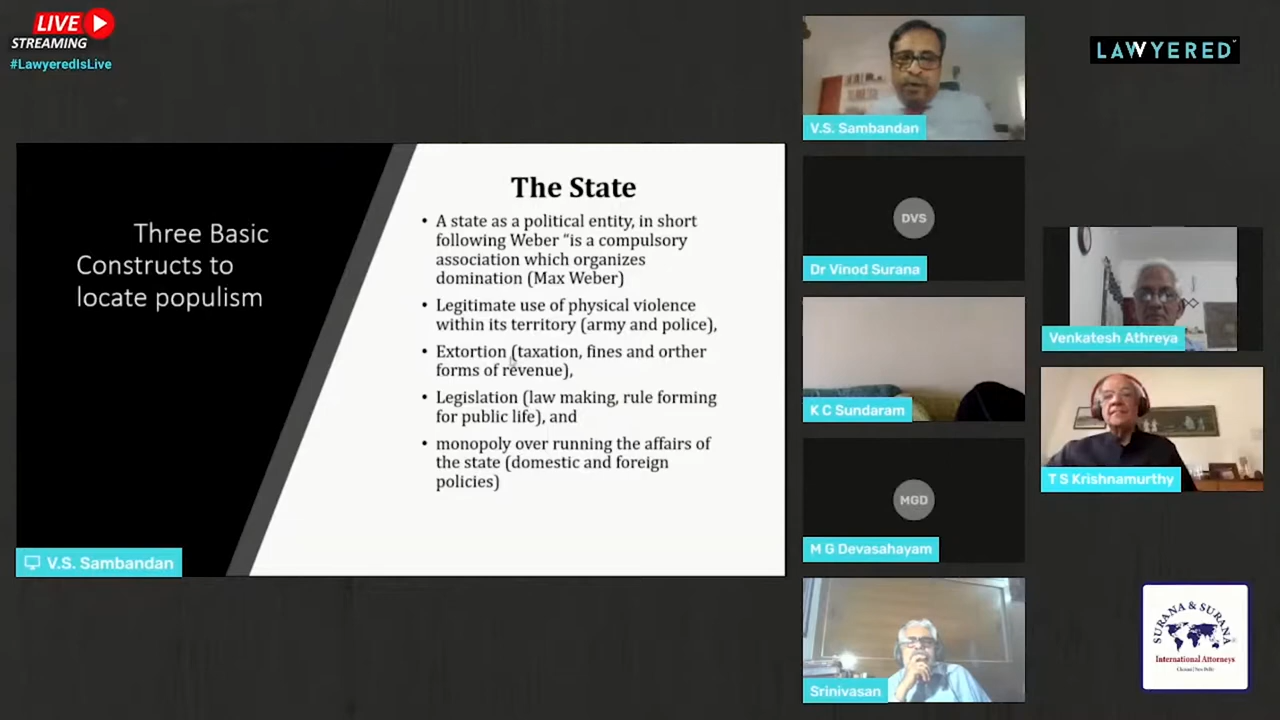 LIVE
STREAMING
#LawyeredIsLive
LAWYERED
Three Basic
Constructs to
locate populism
The State
• A state as a political entity, in short
following Weber “is a compulsory
association which organizes
domination (Max Weber)
• Legitimate use of physical violence
within its territory (army and police),
• Extortion (taxation, fines and orther
forms of revenue),
• Legislation (law making, rule forming
for public life), and
• monopoly over running the affairs of
the state (domestic and foreign
policies)
V.S. Sambandan
V.S. Sambandan
DVS
Dr Vinod Surana
K C Sundaram
MGD
M G Devasahayam
Srinivasan
Venkatesh Athreya
T S Krishnamurthy
SURANA & SURANA
International Attorneys
Chennai | New Delhi